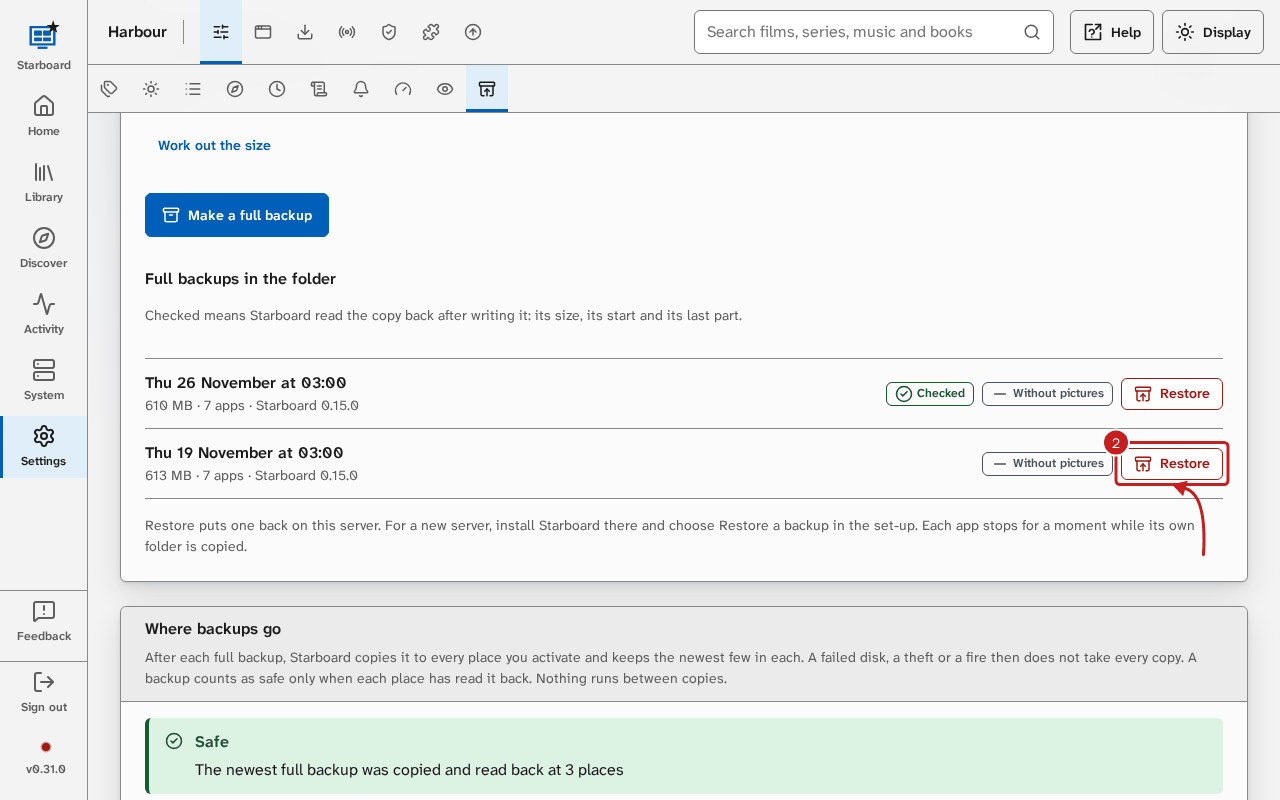 Starboard
Home
Library
Discover
Activity
System
Settings
Feedback
Sign out
v0.31.0
Harbour
Search films, series, music and books
Help
Display
Work out the size
Make a full backup
Full backups in the folder
Checked means Starboard read the copy back after writing it: its size, its start and its last part.
Thu 26 November at 03:00
610 MB · 7 apps · Starboard 0.15.0
Checked
— Without pictures
Restore
Thu 19 November at 03:00
613 MB · 7 apps · Starboard 0.15.0
— Without pictures
2
Restore
Restore puts one back on this server. For a new server, install Starboard there and choose Restore a backup in the set-up. Each app stops for a moment while its own
folder is copied.
Where backups go
After each full backup, Starboard copies it to every place you activate and keeps the newest few in each. A failed disk, a theft or a fire then does not take every copy. A
backup counts as safe only when each place has read it back. Nothing runs between copies.
Safe
The newest full backup was copied and read back at 3 places